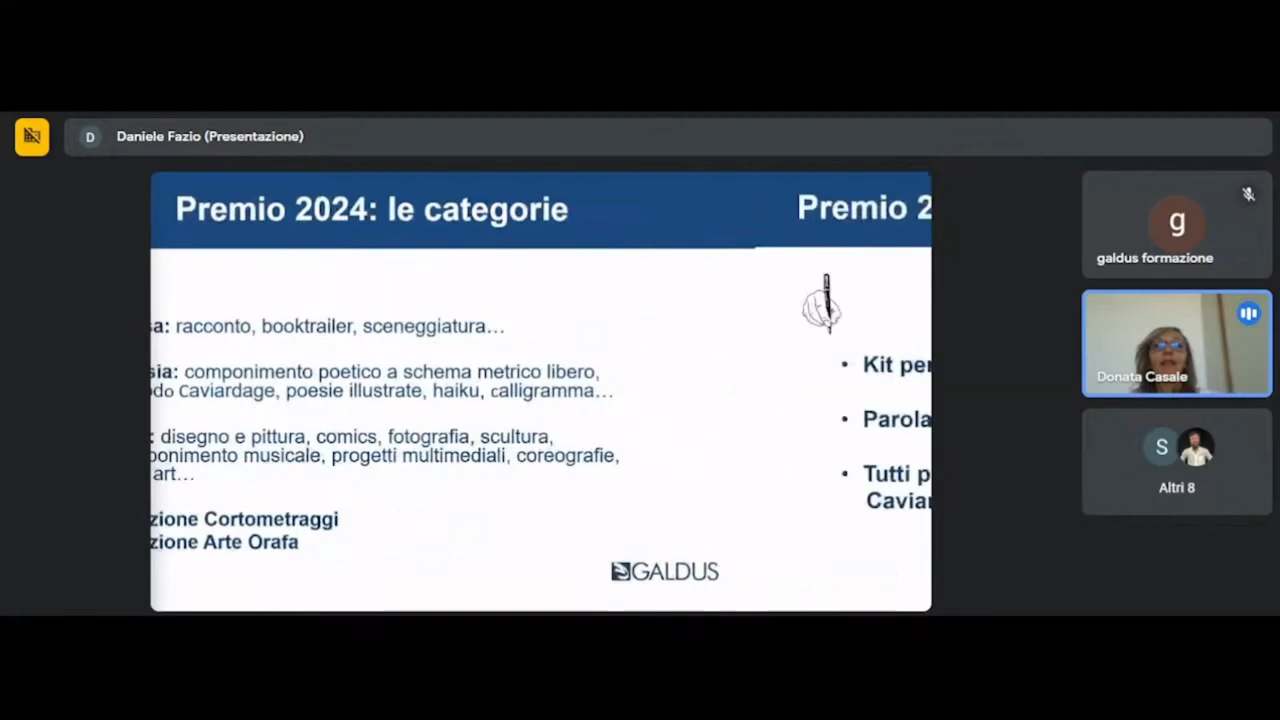 D
Daniele Fazio (Presentazione)
Premio 2024: le categorie
Premio 2
sa: racconto, booktrailer, sceneggiatura...
sia: componimento poetico a schema metrico libero,
odo Caviardage, poesie illustrate, haiku, calligramma...
: disegno e pittura, comics, fotografia, scultura,
ponimento musicale, progetti multimediali, coreografie,
art...
zione Cortometraggi
zione Arte Orafa
GALDUS
• Kit per
• Parola
• Tutti p
Caviar
g
galdus formazione
Donata Casale
S
Altri 8